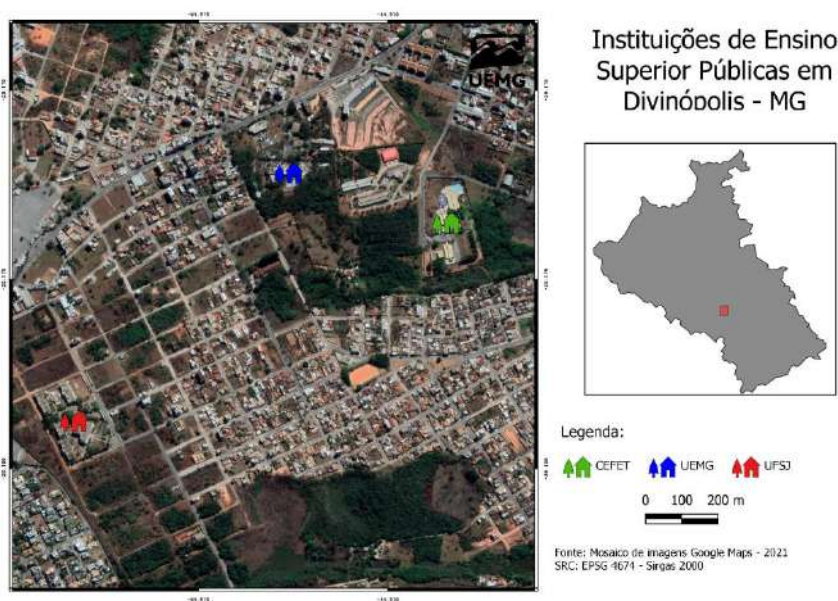 UEMG
Instituições de Ensino
Superior Públicas em
Divinópolis - MG
Legenda:
CEFET UEMG UFSJ
0 100 200 m
Fonte: Mosaico de imagens Google Maps - 2021
SRC: EPSG 4674 - Sirgas 2000